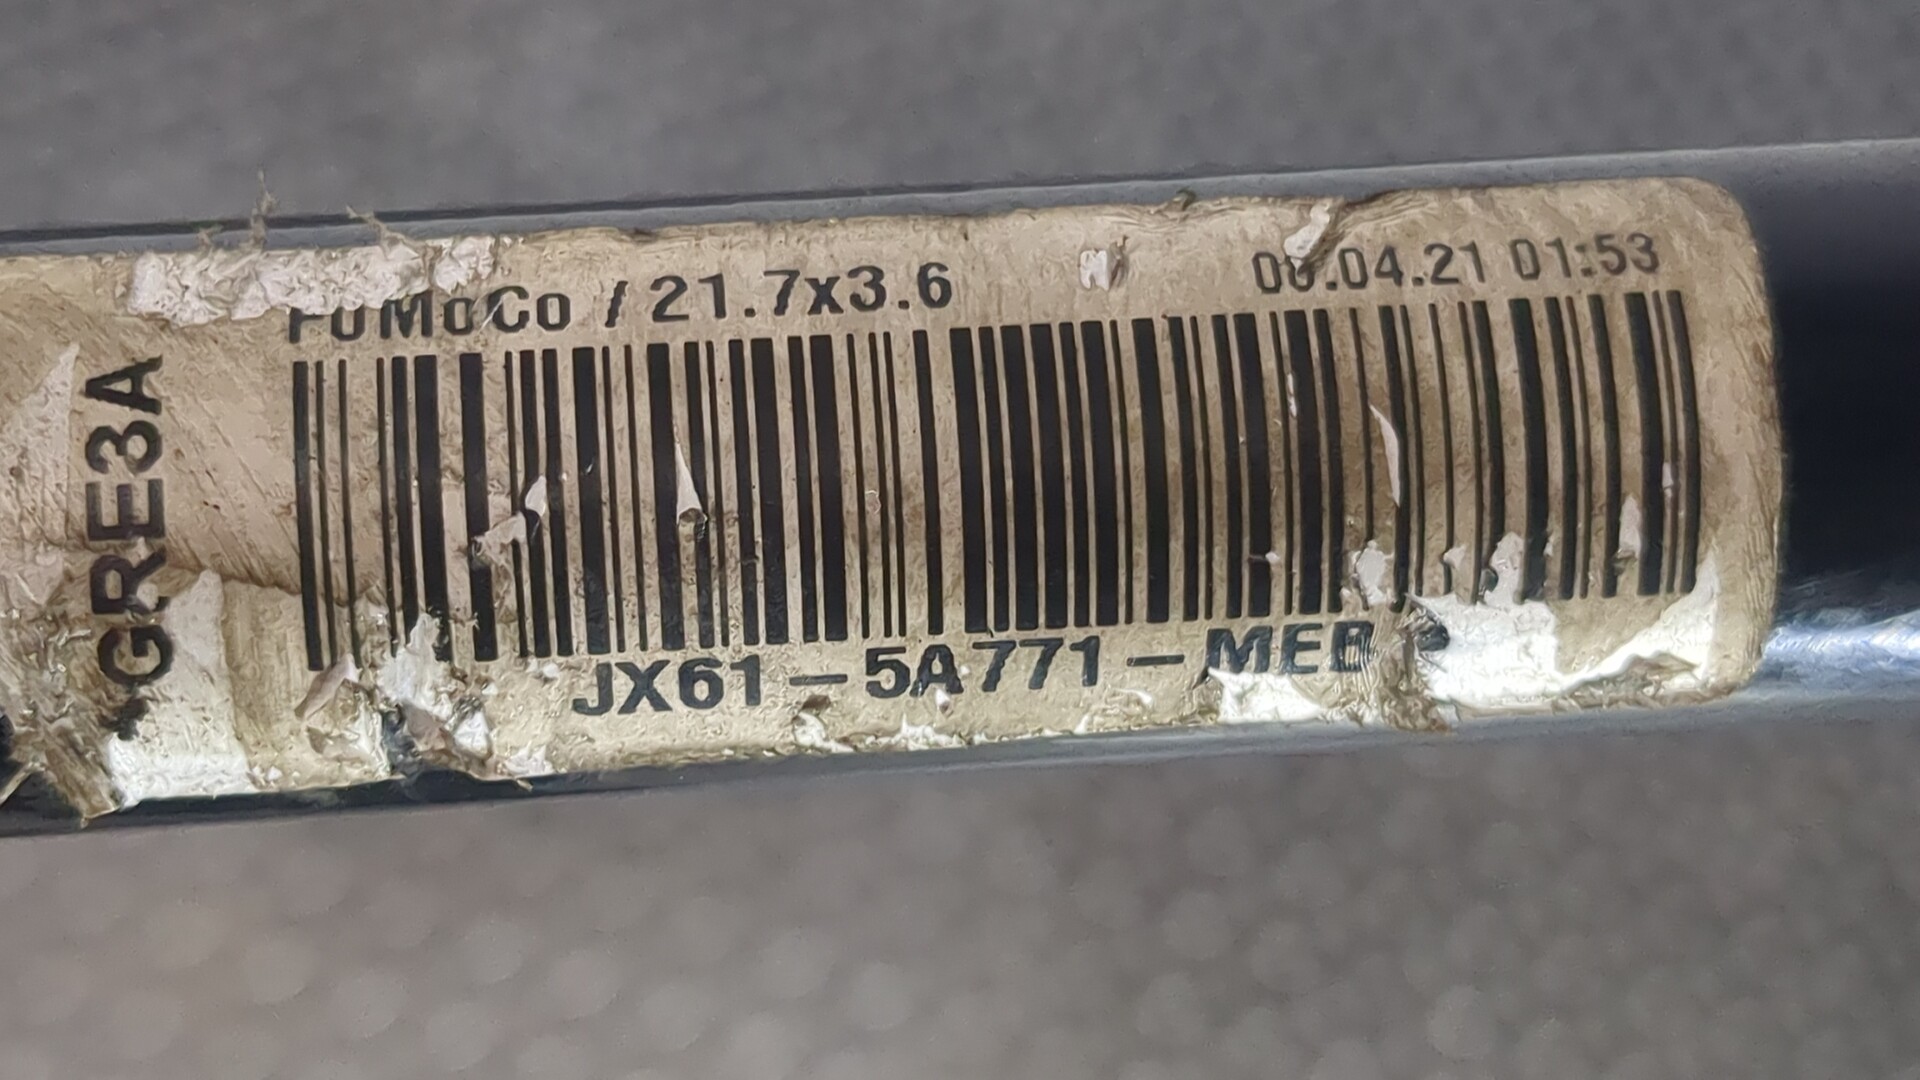 FoMoCo / 21.7x3.6
.04.21 01:53
GRE3A
JX61-5A771-MEB